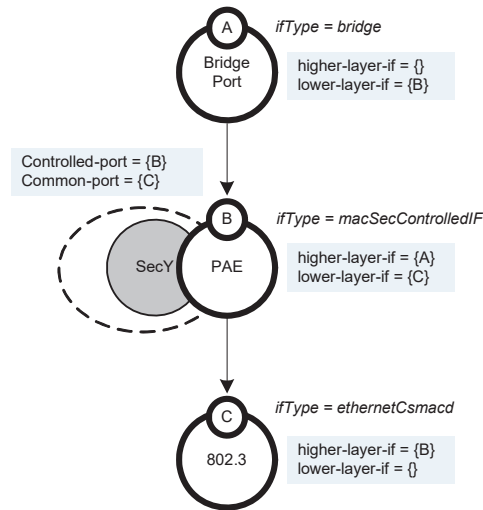 A
ifType = bridge
Bridge
Port
higher-layer-if = {}
lower-layer-if = {B}
Controlled-port = {B}
Common-port = {C}
B
ifType = macSecControlledIF
SecY
PAE
higher-layer-if = {A}
lower-layer-if = {C}
C
ifType = ethernetCsmacd
802.3
higher-layer-if = {B}
lower-layer-if = {}